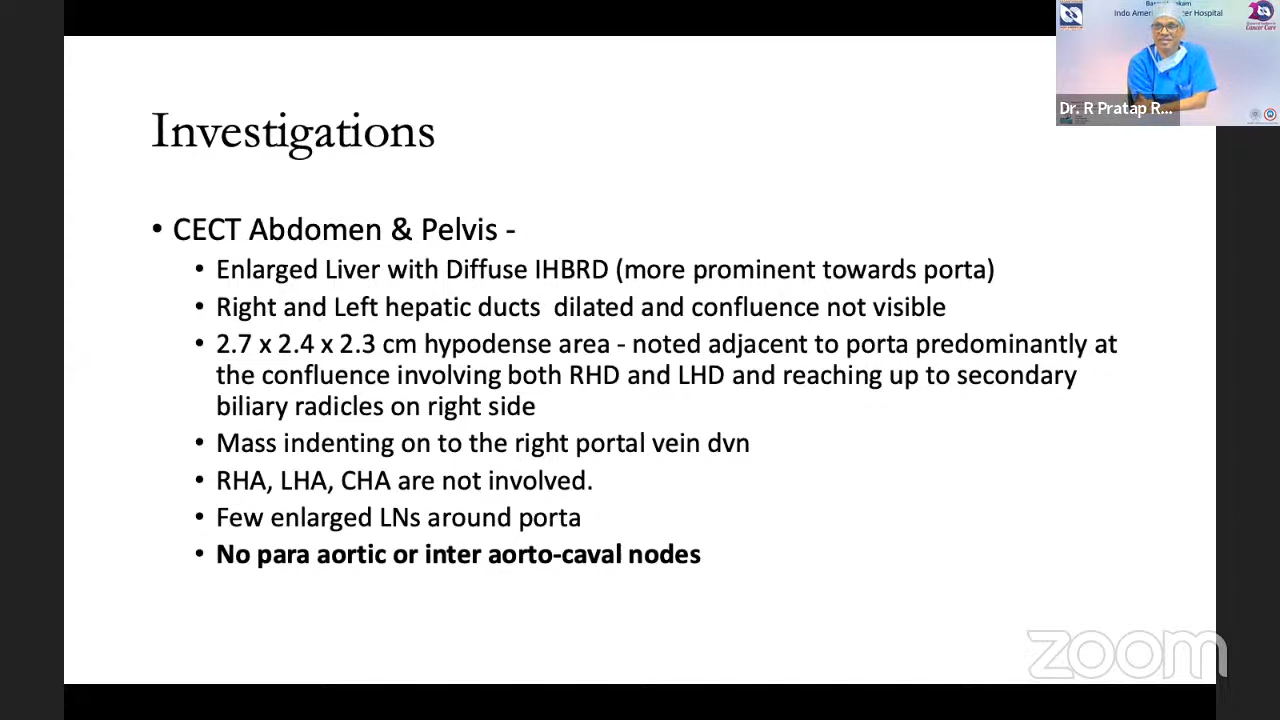 Indo
Hospital
Cancer Care
Dr. R Pratap R...
Investigations
• CECT Abdomen & Pelvis -
• Enlarged Liver with Diffuse IHBRD (more prominent towards porta)
• Right and Left hepatic ducts dilated and confluence not visible
• 2.7 x 2.4 x 2.3 cm hypodense area - noted adjacent to porta predominantly at
the confluence involving both RHD and LHD and reaching up to secondary
biliary radicles on right side
• Mass indenting on to the right portal vein dvn
• RHA, LHA, CHA are not involved.
• Few enlarged LNs around porta
• No para aortic or inter aorto-caval nodes
zoom